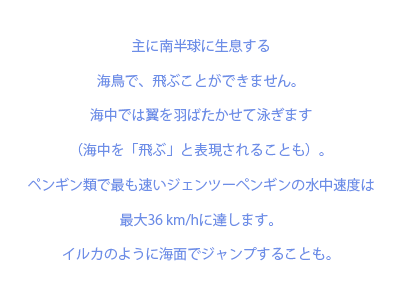 主に南半球に生息する
海鳥で、飛ぶことができません。
海中では翼を羽ばたかせて泳ぎます
（海中を「飛ぶ」と表現されることも）。
ペンギン類で最も速いジェンツーペンギンの水中速度は
最大36 km/hに達します。
イルカのように海面でジャンプすることも。